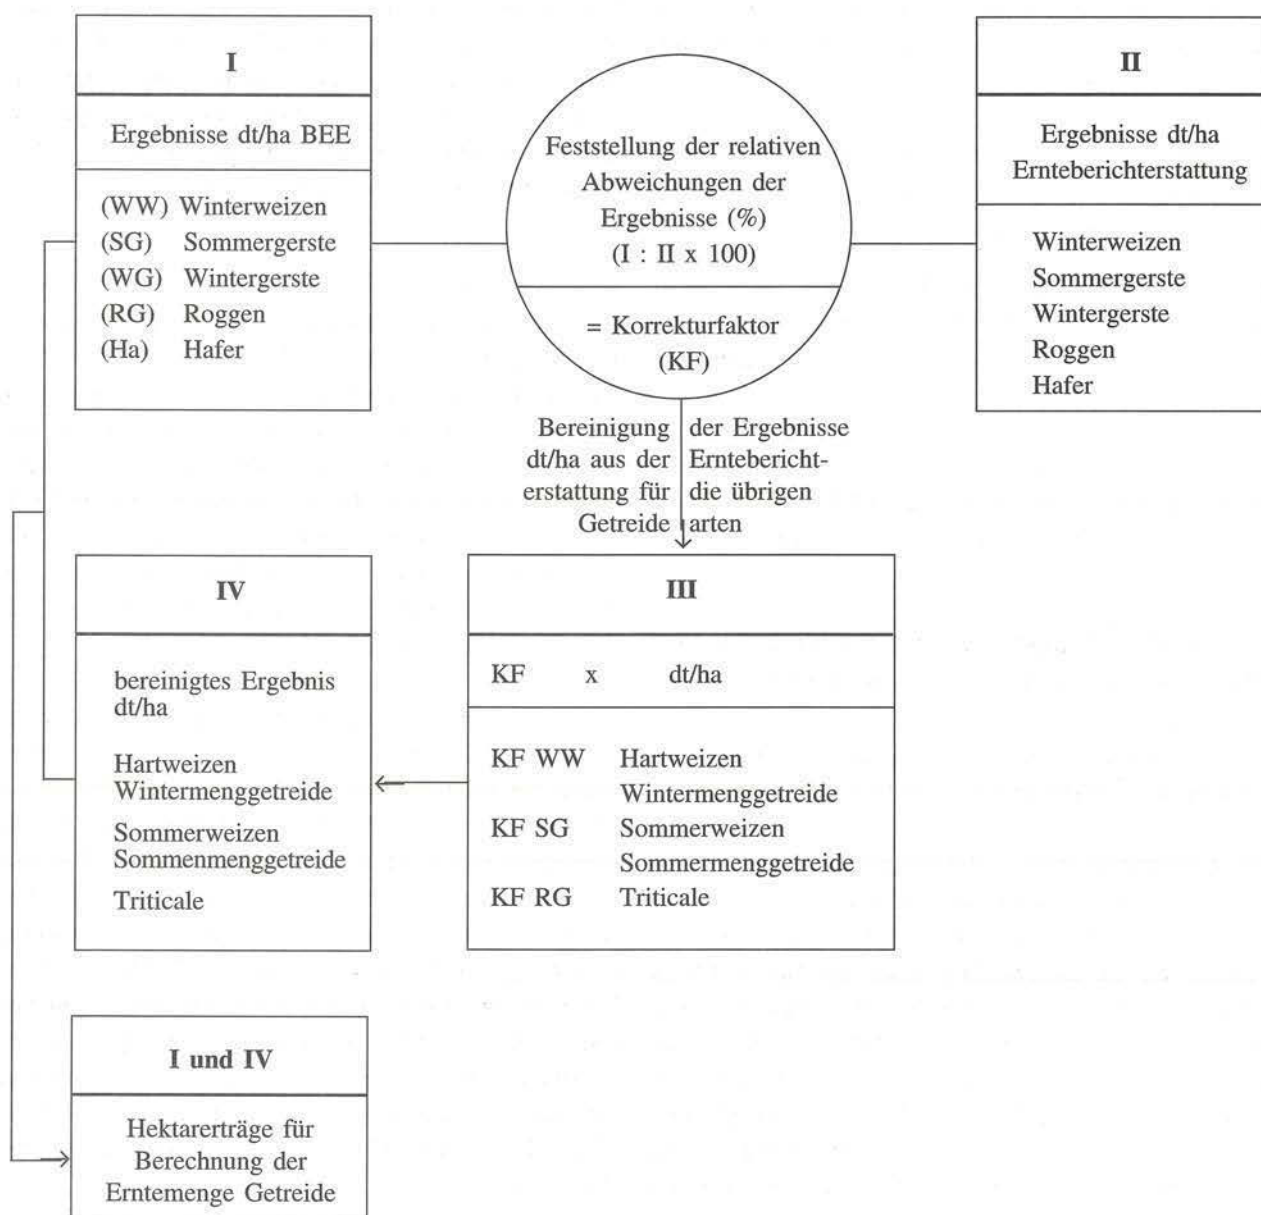 I
Ergebnisse dt/ha BEE
(WW) Winterweizen
(SG) Sommergerste
(WG) Wintergerste
(RG) Roggen
(Ha) Hafer
Feststellung der relativen
Abweichungen der
Ergebnisse (%)
(I : II x 100)
= Korrekturfaktor
(KF)
II
Ergebnisse dt/ha
Ernteberichterstattung
Winterweizen
Sommergerste
Wintergerste
Roggen
Hafer
Bereinigung der Ergebnisse
dt/ha aus der Erntebericht-
erstattung für die übrigen
Getreide arten
IV
bereinigtes Ergebnis
dt/ha
Hartweizen
Wintermenggetreide
Sommerweizen
Sommenmenggetreide
Triticale
III
KF x dt/ha
KF WW Hartweizen
Wintermenggetreide
KF SG Sommerweizen
Sommermenggetreide
KF RG Triticale
I und IV
Hektarerträge für
Berechnung der
Erntemenge Getreide